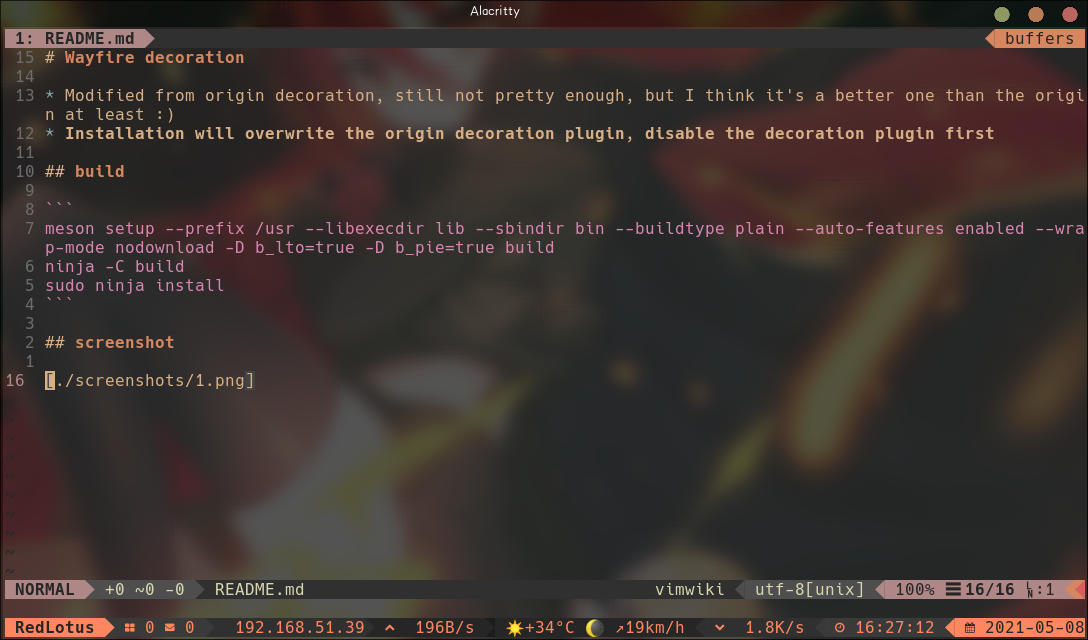 Alacritty
1: README.md buffers
15 # Wayfire decoration
14
13 * Modified from origin decoration, still not pretty enough, but I think it's a better one than the origi
n at least :)
12 * Installation will overwrite the origin decoration plugin, disable the decoration plugin first
11
10 ## build
9
8 ```
7 meson setup --prefix /usr --libexecdir lib --sbindir bin --buildtype plain --auto-features enabled --wra
p-mode nodownload -D b_lto=true -D b_pie=true build
6 ninja -C build
5 sudo ninja install
4 ```
3
2 ## screenshot
1
16 [./screenshots/1.png]
~
~
~
~
~
~
~
~
~
~
NORMAL +0 ~0 -0 README.md vimwiki utf-8[unix] 100% ☰16/16 LN:1
RedLotus 0 0 192.168.51.39 196B/s +34°C ↗19km/h 1.8K/s 16:27:12 2021-05-08